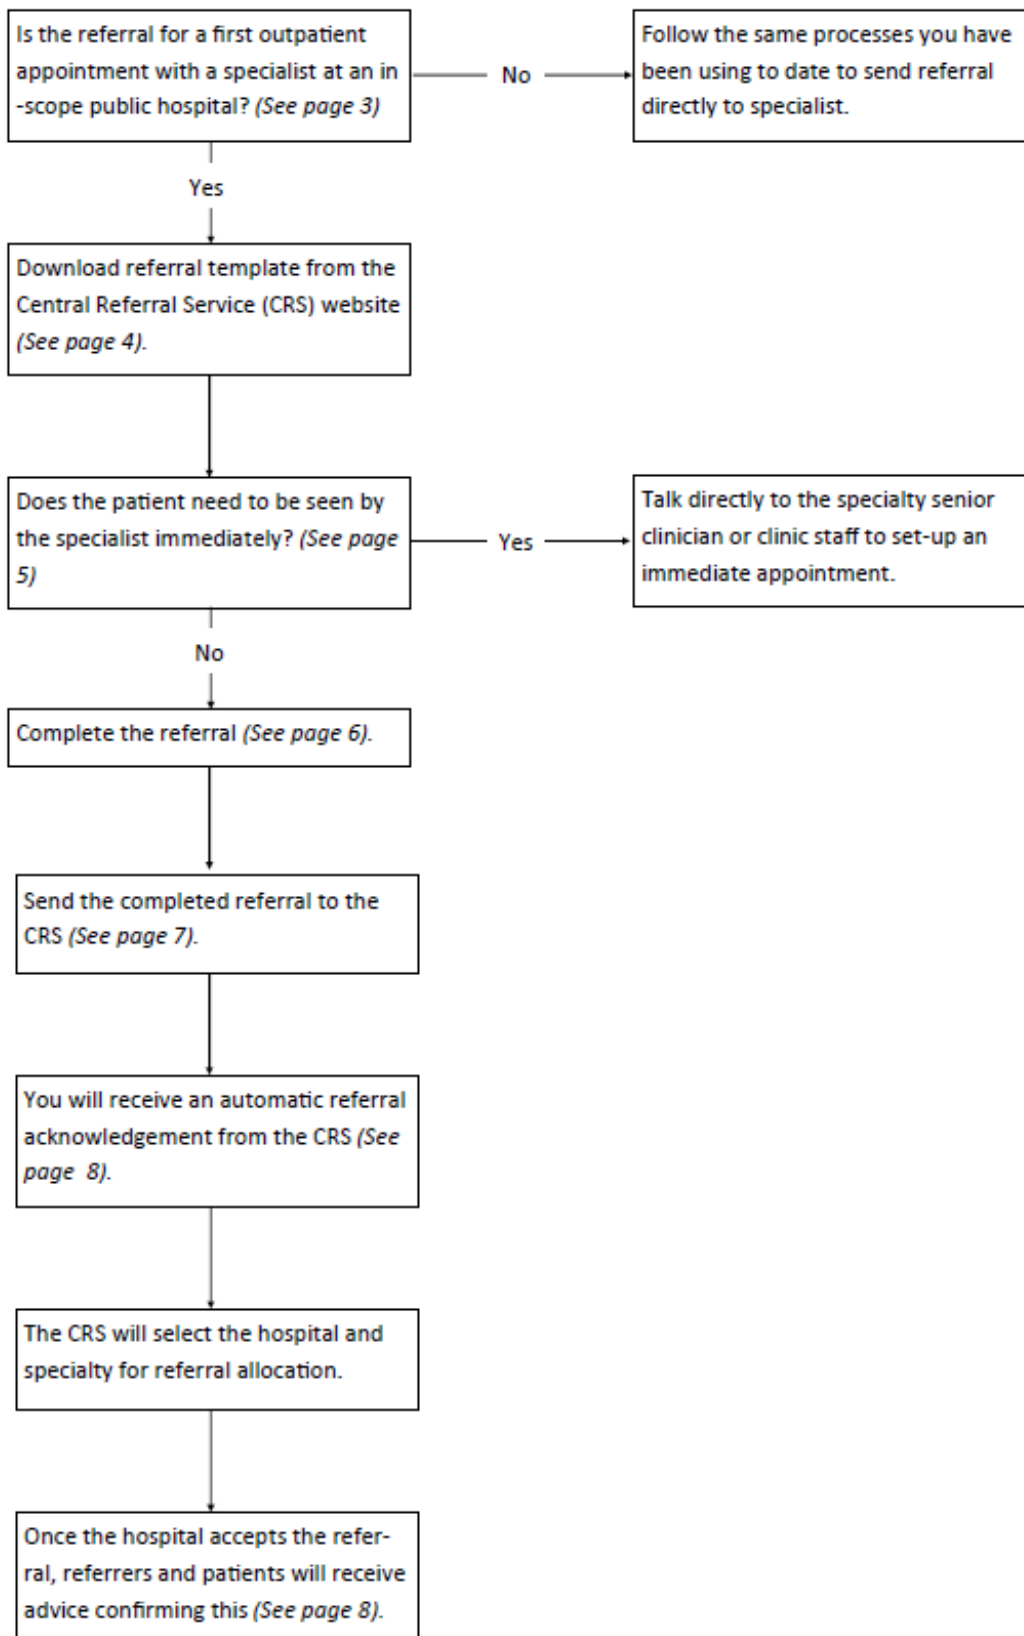 Is the referral for a first outpatient
appointment with a specialist at an in
-scope public hospital? (See page 3)
No
Follow the same processes you have
been using to date to send referral
directly to specialist.
Yes
Download referral template from the
Central Referral Service (CRS) website
(See page 4).
Does the patient need to be seen by
the specialist immediately? (See page
5)
Yes
Talk directly to the specialty senior
clinician or clinic staff to set-up an
immediate appointment.
No
Complete the referral (See page 6).
Send the completed referral to the
CRS (See page 7).
You will receive an automatic referral
acknowledgement from the CRS (See
page  8).
The CRS will select the hospital and
specialty for referral allocation.
Once the hospital accepts the refer-
ral, referrers and patients will receive
advice confirming this (See page 8).